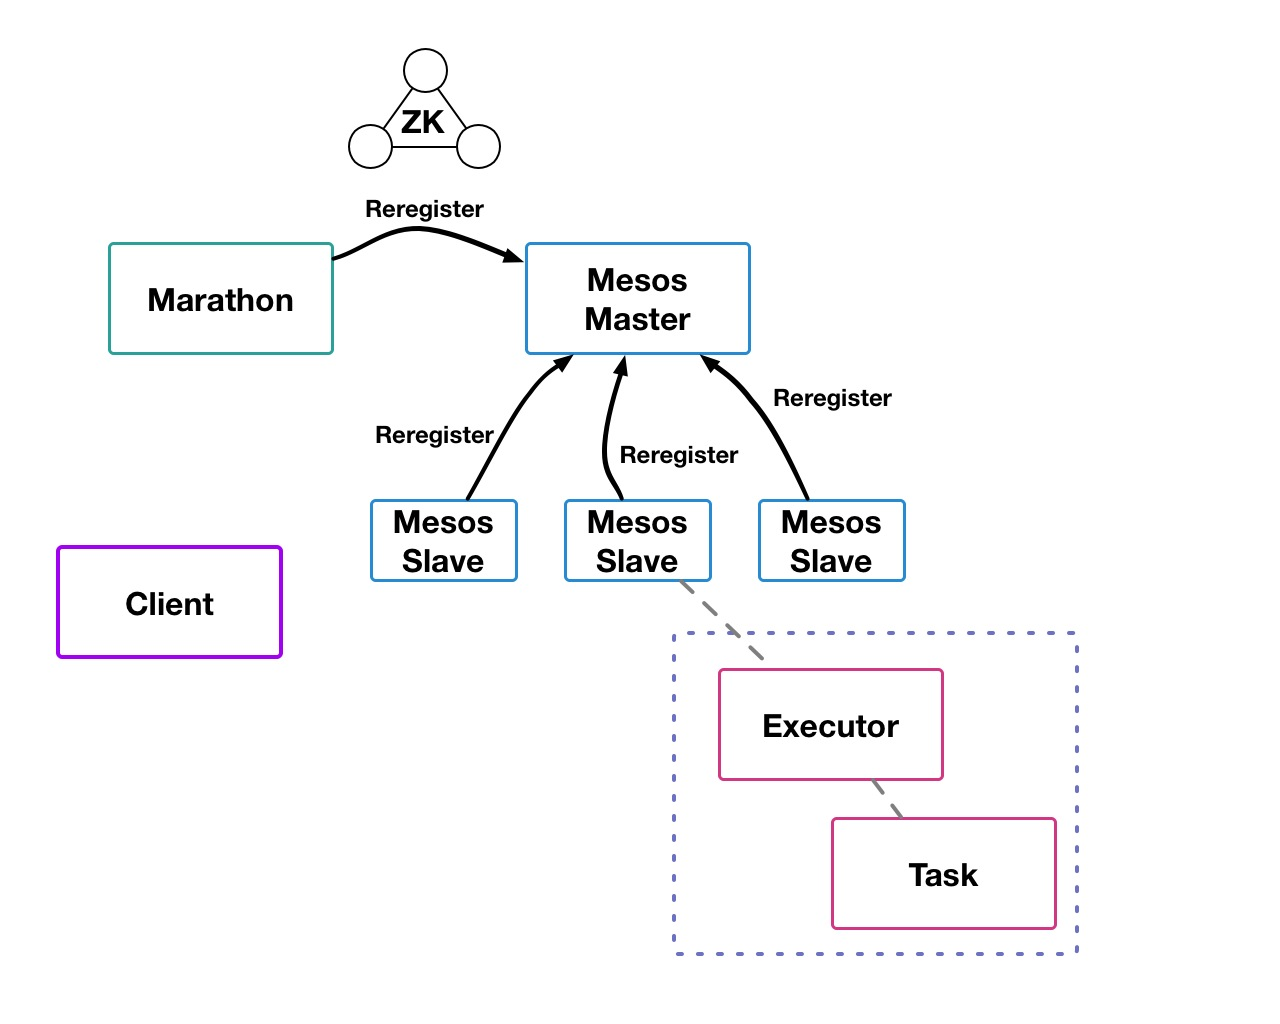 ZK
Reregister
Marathon
Mesos
Master
Reregister
Reregister
Reregister
Mesos
Slave
Mesos
Slave
Mesos
Slave
Client
Executor
Task